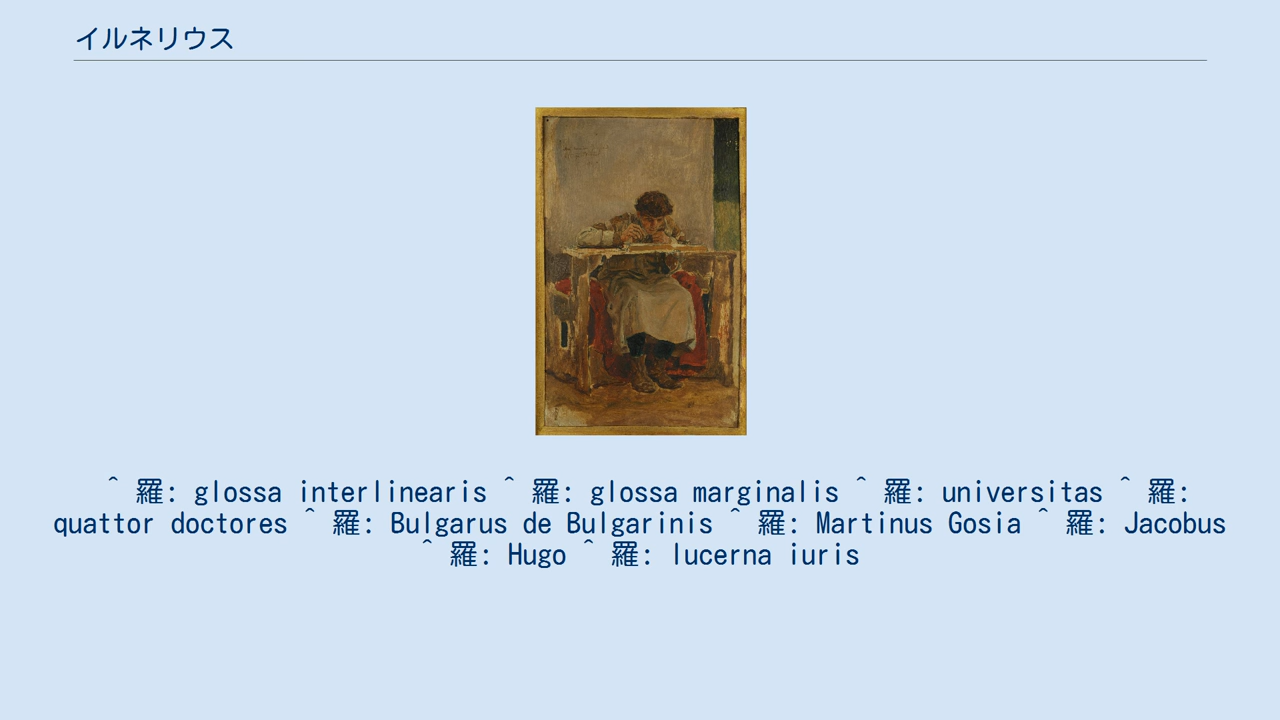 イルネリウス
^ 羅: glossa interlinearis ^ 羅: glossa marginalis ^ 羅: universitas ^ 羅:
quattor doctores ^ 羅: Bulgarus de Bulgarinis ^ 羅: Martinus Gosia ^ 羅: Jacobus
^ 羅: Hugo ^ 羅: lucerna iuris